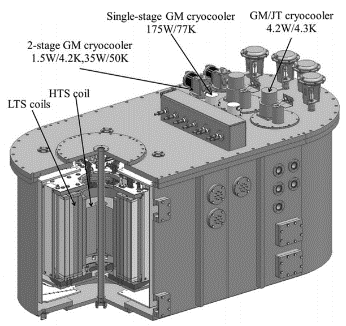 Single-stage GM cryocooler
175W/77K
GM/JT cryocooler
4.2W/4.3K
2-stage GM cryocooler
1.5W/4.2K,35W/50K
HTS coil
LTS coils